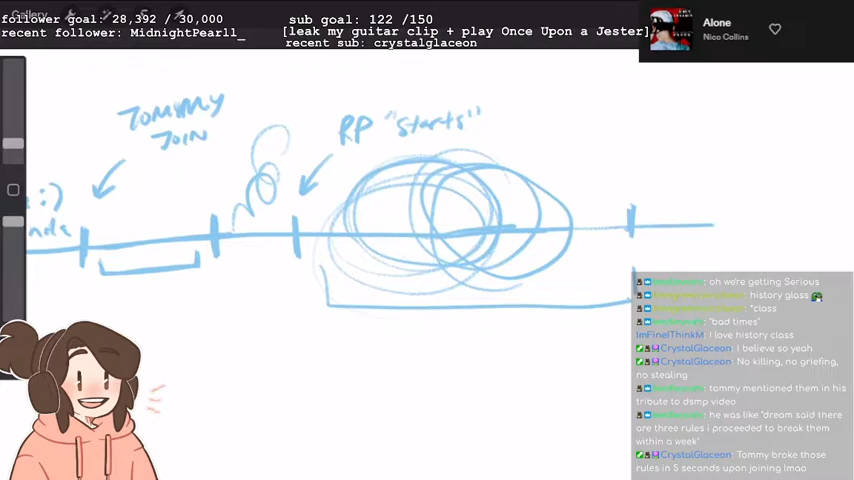 Gallery
follower goal: 28,392 / 30,000
recent follower: MidnightPearll_
sub goal: 122 /150
[leak my guitar clip + play Once Upon a Jester]
recent sub: crystalglaceon
Alone
Nico Collins
TOMMY
JOIN
RP "starts"
:)
: oh we're getting Serious
: history glass
: *class
: "bad times"
ImFineIThinkM: I love history class
CrystalGlaceon: I believe so yeah
CrystalGlaceon: No killing, no griefing,
no stealing
: tommy mentioned them in his
tribute to dsmp video
: he was like "dream said there
are three rules i proceeded to break them
within a week"
CrystalGlaceon: Tommy broke those
rules in 5 seconds upon joining lmao